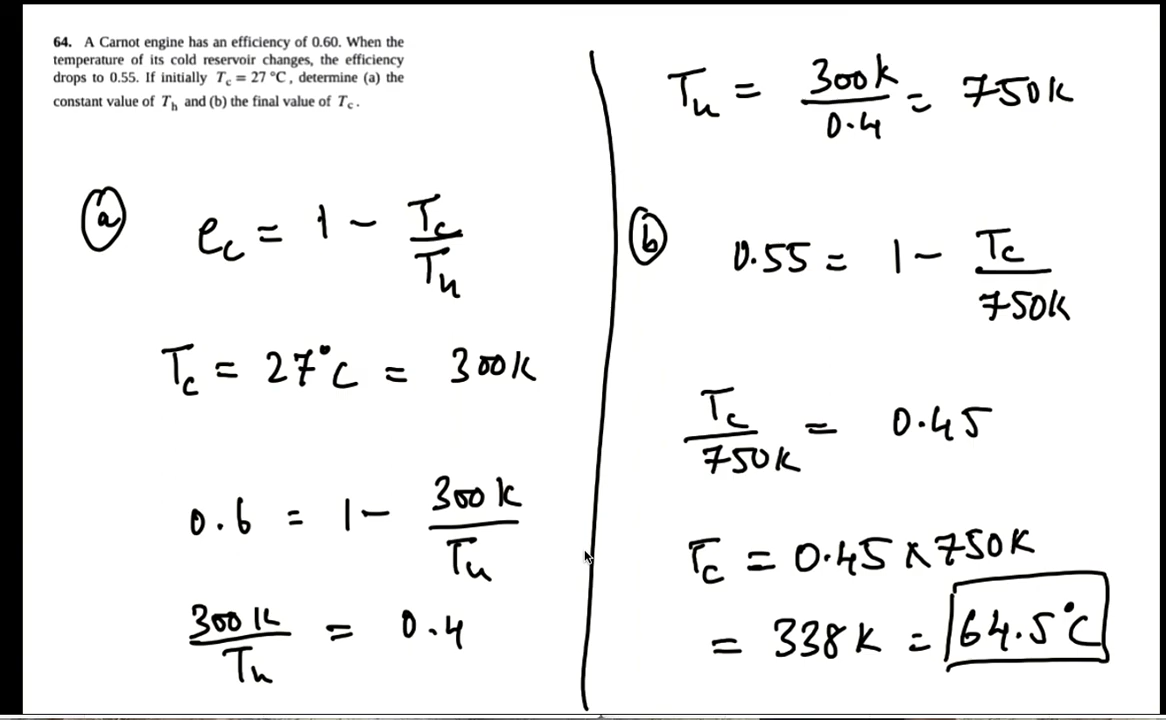 64. A Carnot engine has an efficiency of 0.60. When the
temperature of its cold reservoir changes, the efficiency
drops to 0.55. If initially T_c = 27 °C, determine (a) the
constant value of T_h and (b) the final value of T_c.
(a) e_c = 1 - T_c/T_h
T_c = 27°C = 300K
0.6 = 1 - 300K/T_h
300K/T_h = 0.4
T_h = 300K/0.4 = 750K
(b) 0.55 = 1 - T_c/750K
T_c/750K = 0.45
T_c = 0.45 x 750K
= 338K = 64.5°C